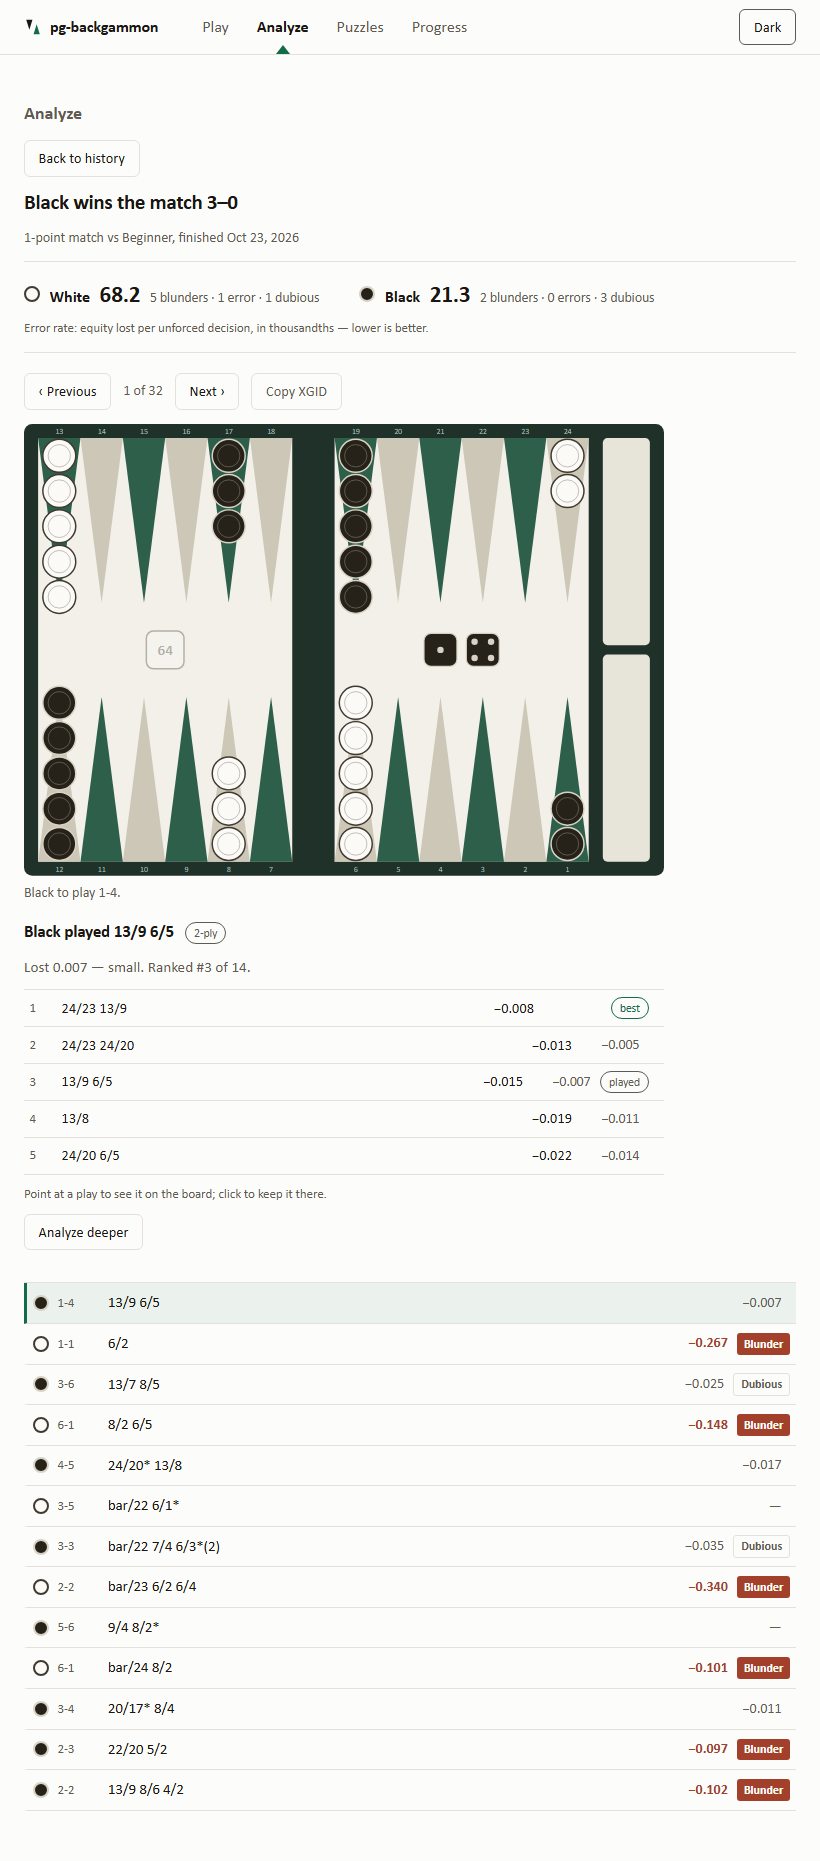 pg-backgammon Play Analyze Puzzles Progress Dark
Analyze
Back to history
Black wins the match 3–0
1-point match vs Beginner, finished Oct 23, 2026
White 68.2 5 blunders · 1 error · 1 dubious Black 21.3 2 blunders · 0 errors · 3 dubious
Error rate: equity lost per unforced decision, in thousandths — lower is better.
‹ Previous 1 of 32 Next › Copy XGID
13 14 15 16 17 18 19 20 21 22 23 24
64
12 11 10 9 8 7 6 5 4 3 2 1
Black to play 1-4.
Black played 13/9 6/5 2-ply
Lost 0.007 — small. Ranked #3 of 14.
1 24/23 13/9 −0.008 best
2 24/23 24/20 −0.013 −0.005
3 13/9 6/5 −0.015 −0.007 played
4 13/8 −0.019 −0.011
5 24/20 6/5 −0.022 −0.014
Point at a play to see it on the board; click to keep it there.
Analyze deeper
1-4 13/9 6/5 −0.007
1-1 6/2 −0.267 Blunder
3-6 13/7 8/5 −0.025 Dubious
6-1 8/2 6/5 −0.148 Blunder
4-5 24/20* 13/8 −0.017
3-5 bar/22 6/1* —
3-3 bar/22 7/4 6/3*(2) −0.035 Dubious
2-2 bar/23 6/2 6/4 −0.340 Blunder
5-6 9/4 8/2* —
6-1 bar/24 8/2 −0.101 Blunder
3-4 20/17* 8/4 −0.011
2-3 22/20 5/2 −0.097 Blunder
2-2 13/9 8/6 4/2 −0.102 Blunder